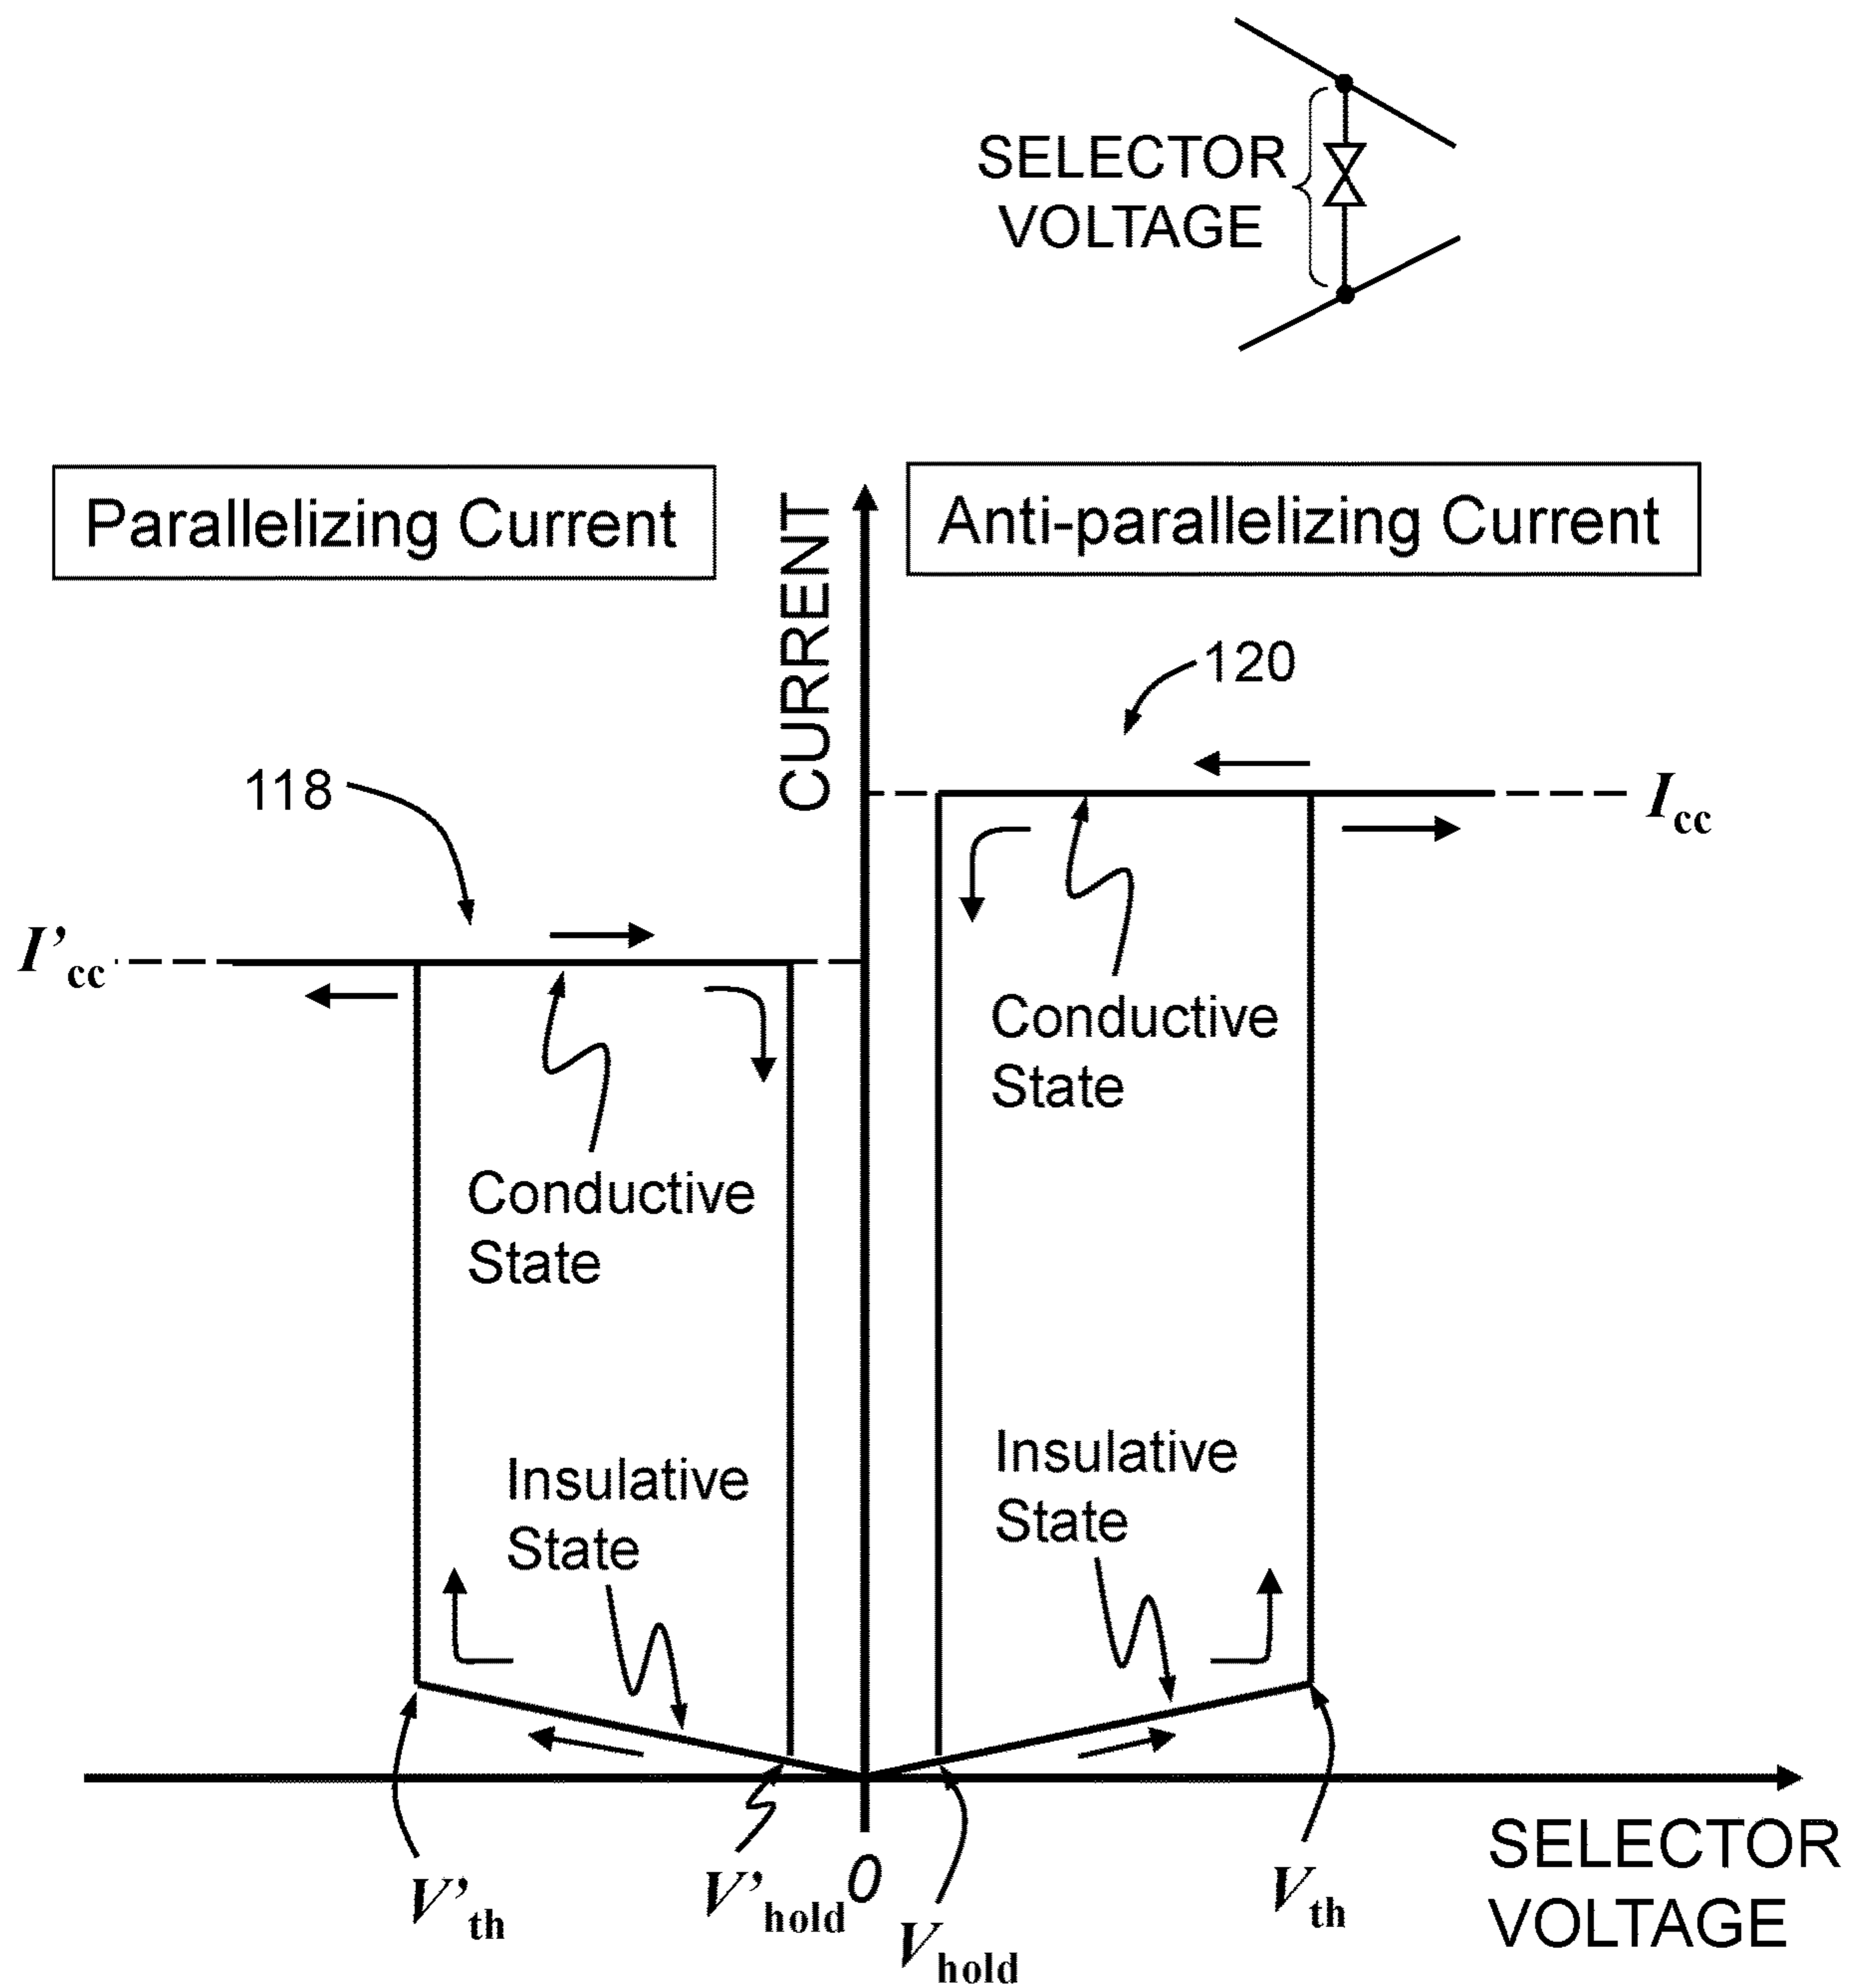 SELECTOR
VOLTAGE
Parallelizing Current
Anti-parallelizing Current
CURRENT
120
118
Icc
I’cc
Conductive
State
Conductive
State
Insulative
State
Insulative
State
SELECTOR
VOLTAGE
V’th
V’hold
0
Vhold
Vth